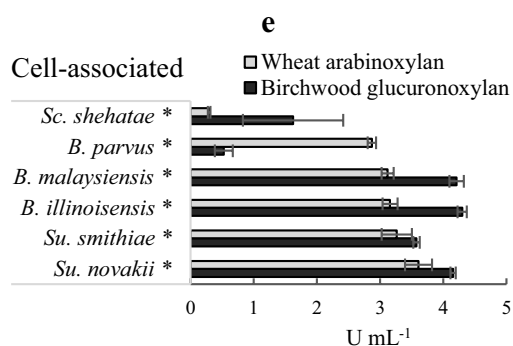 e
Cell-associated
Wheat arabinoxylan
Birchwood glucuronoxylan
Sc. shehatae *
B. parvus *
B. malaysiensis *
B. illinoisensis *
Su. smithiae *
Su. novakii *
0 1 2 3 4 5
U mL⁻¹